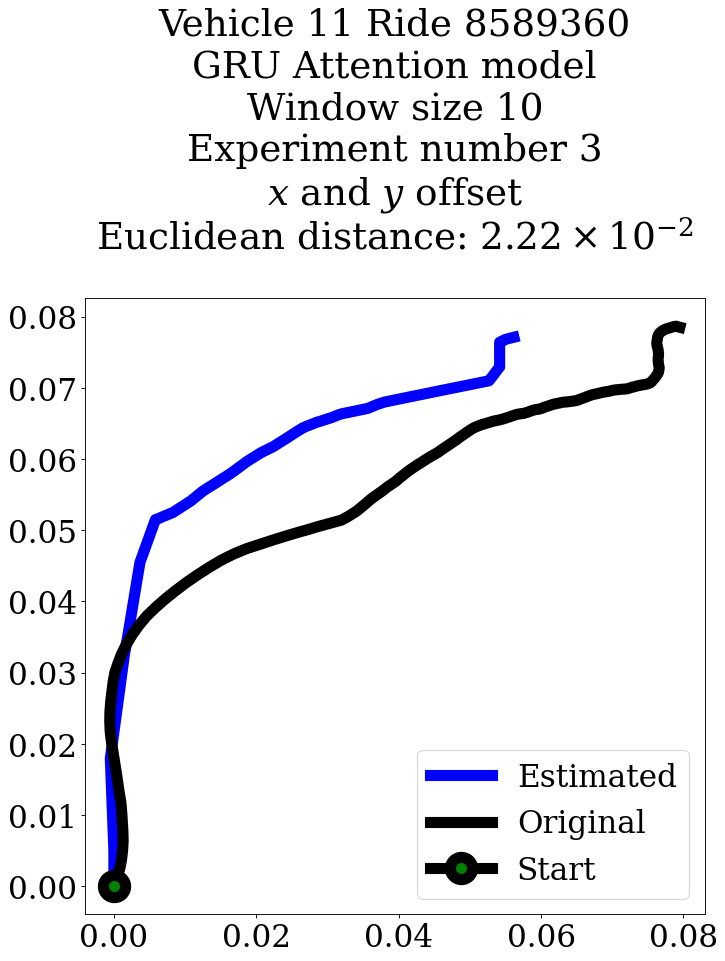 Vehicle 11 Ride 8589360
GRU Attention model
Window size 10
Experiment number 3
x and y offset
Euclidean distance: 2.22 × 10⁻²
0.08
0.07
0.06
0.05
0.04
0.03
0.02
0.01
0.00
Estimated
Original
Start
0.00 0.02 0.04 0.06 0.08